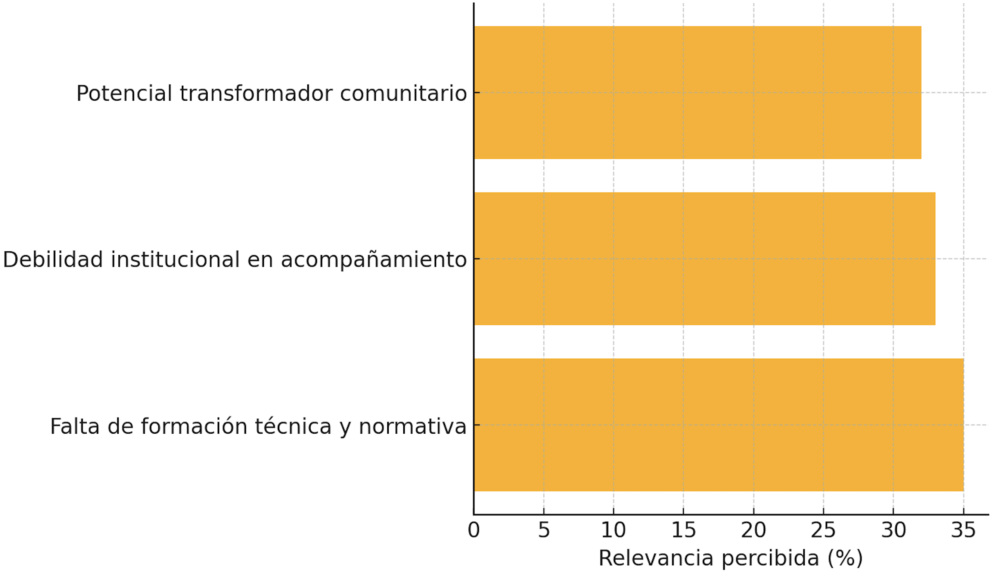 Potencial transformador comunitario
Debilidad institucional en acompañamiento
Falta de formación técnica y normativa
0 5 10 15 20 25 30 35
Relevancia percibida (%)